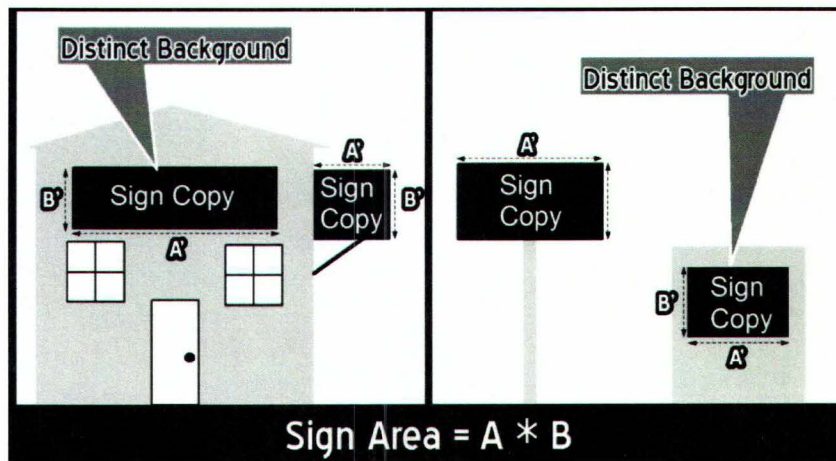 Distinct Background
A'
B'
Sign Copy
Sign
Copy
B'
A'
A'
Sign
Copy
Distinct Background
B'
Sign
Copy
A'
Sign Area = A * B